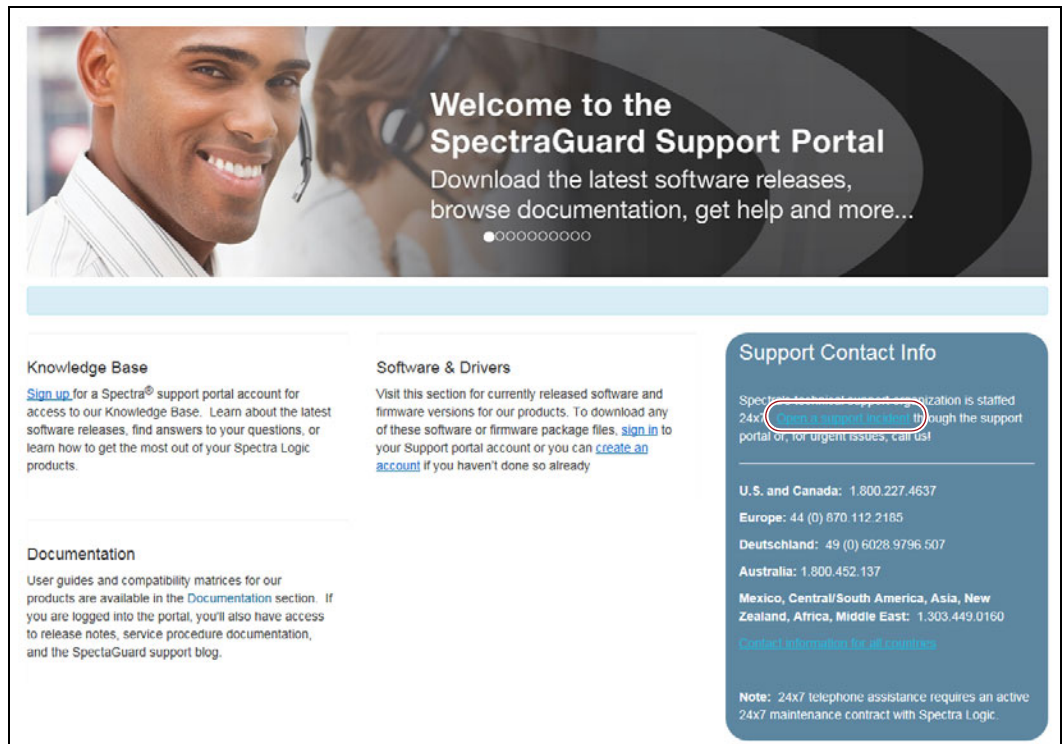 Welcome to the
SpectraGuard Support Portal
Download the latest software releases,
browse documentation, get help and more...
Knowledge Base
Sign up for a Spectra® support portal account for
access to our Knowledge Base. Learn about the latest
software releases, find answers to your questions, or
learn how to get the most out of your Spectra Logic
products.
Software & Drivers
Visit this section for currently released software and
firmware versions for our products. To download any
of these software or firmware package files, sign in to
your Support portal account or you can create an
account if you haven't done so already
Documentation
User guides and compatibility matrices for our
products are available in the Documentation section. If
you are logged into the portal, you'll also have access
to release notes, service procedure documentation,
and the SpectaGuard support blog.
Support Contact Info
Spectra's technical support organization is staffed
24x7. Open a support incident through the support
portal or, for urgent issues, call us!
U.S. and Canada: 1.800.227.4637
Europe: 44 (0) 870.112.2185
Deutschland: 49 (0) 6028.9796.507
Australia: 1.800.452.137
Mexico, Central/South America, Asia, New
Zealand, Africa, Middle East: 1.303.449.0160
Contact information for all countries
Note: 24x7 telephone assistance requires an active
24x7 maintenance contract with Spectra Logic.